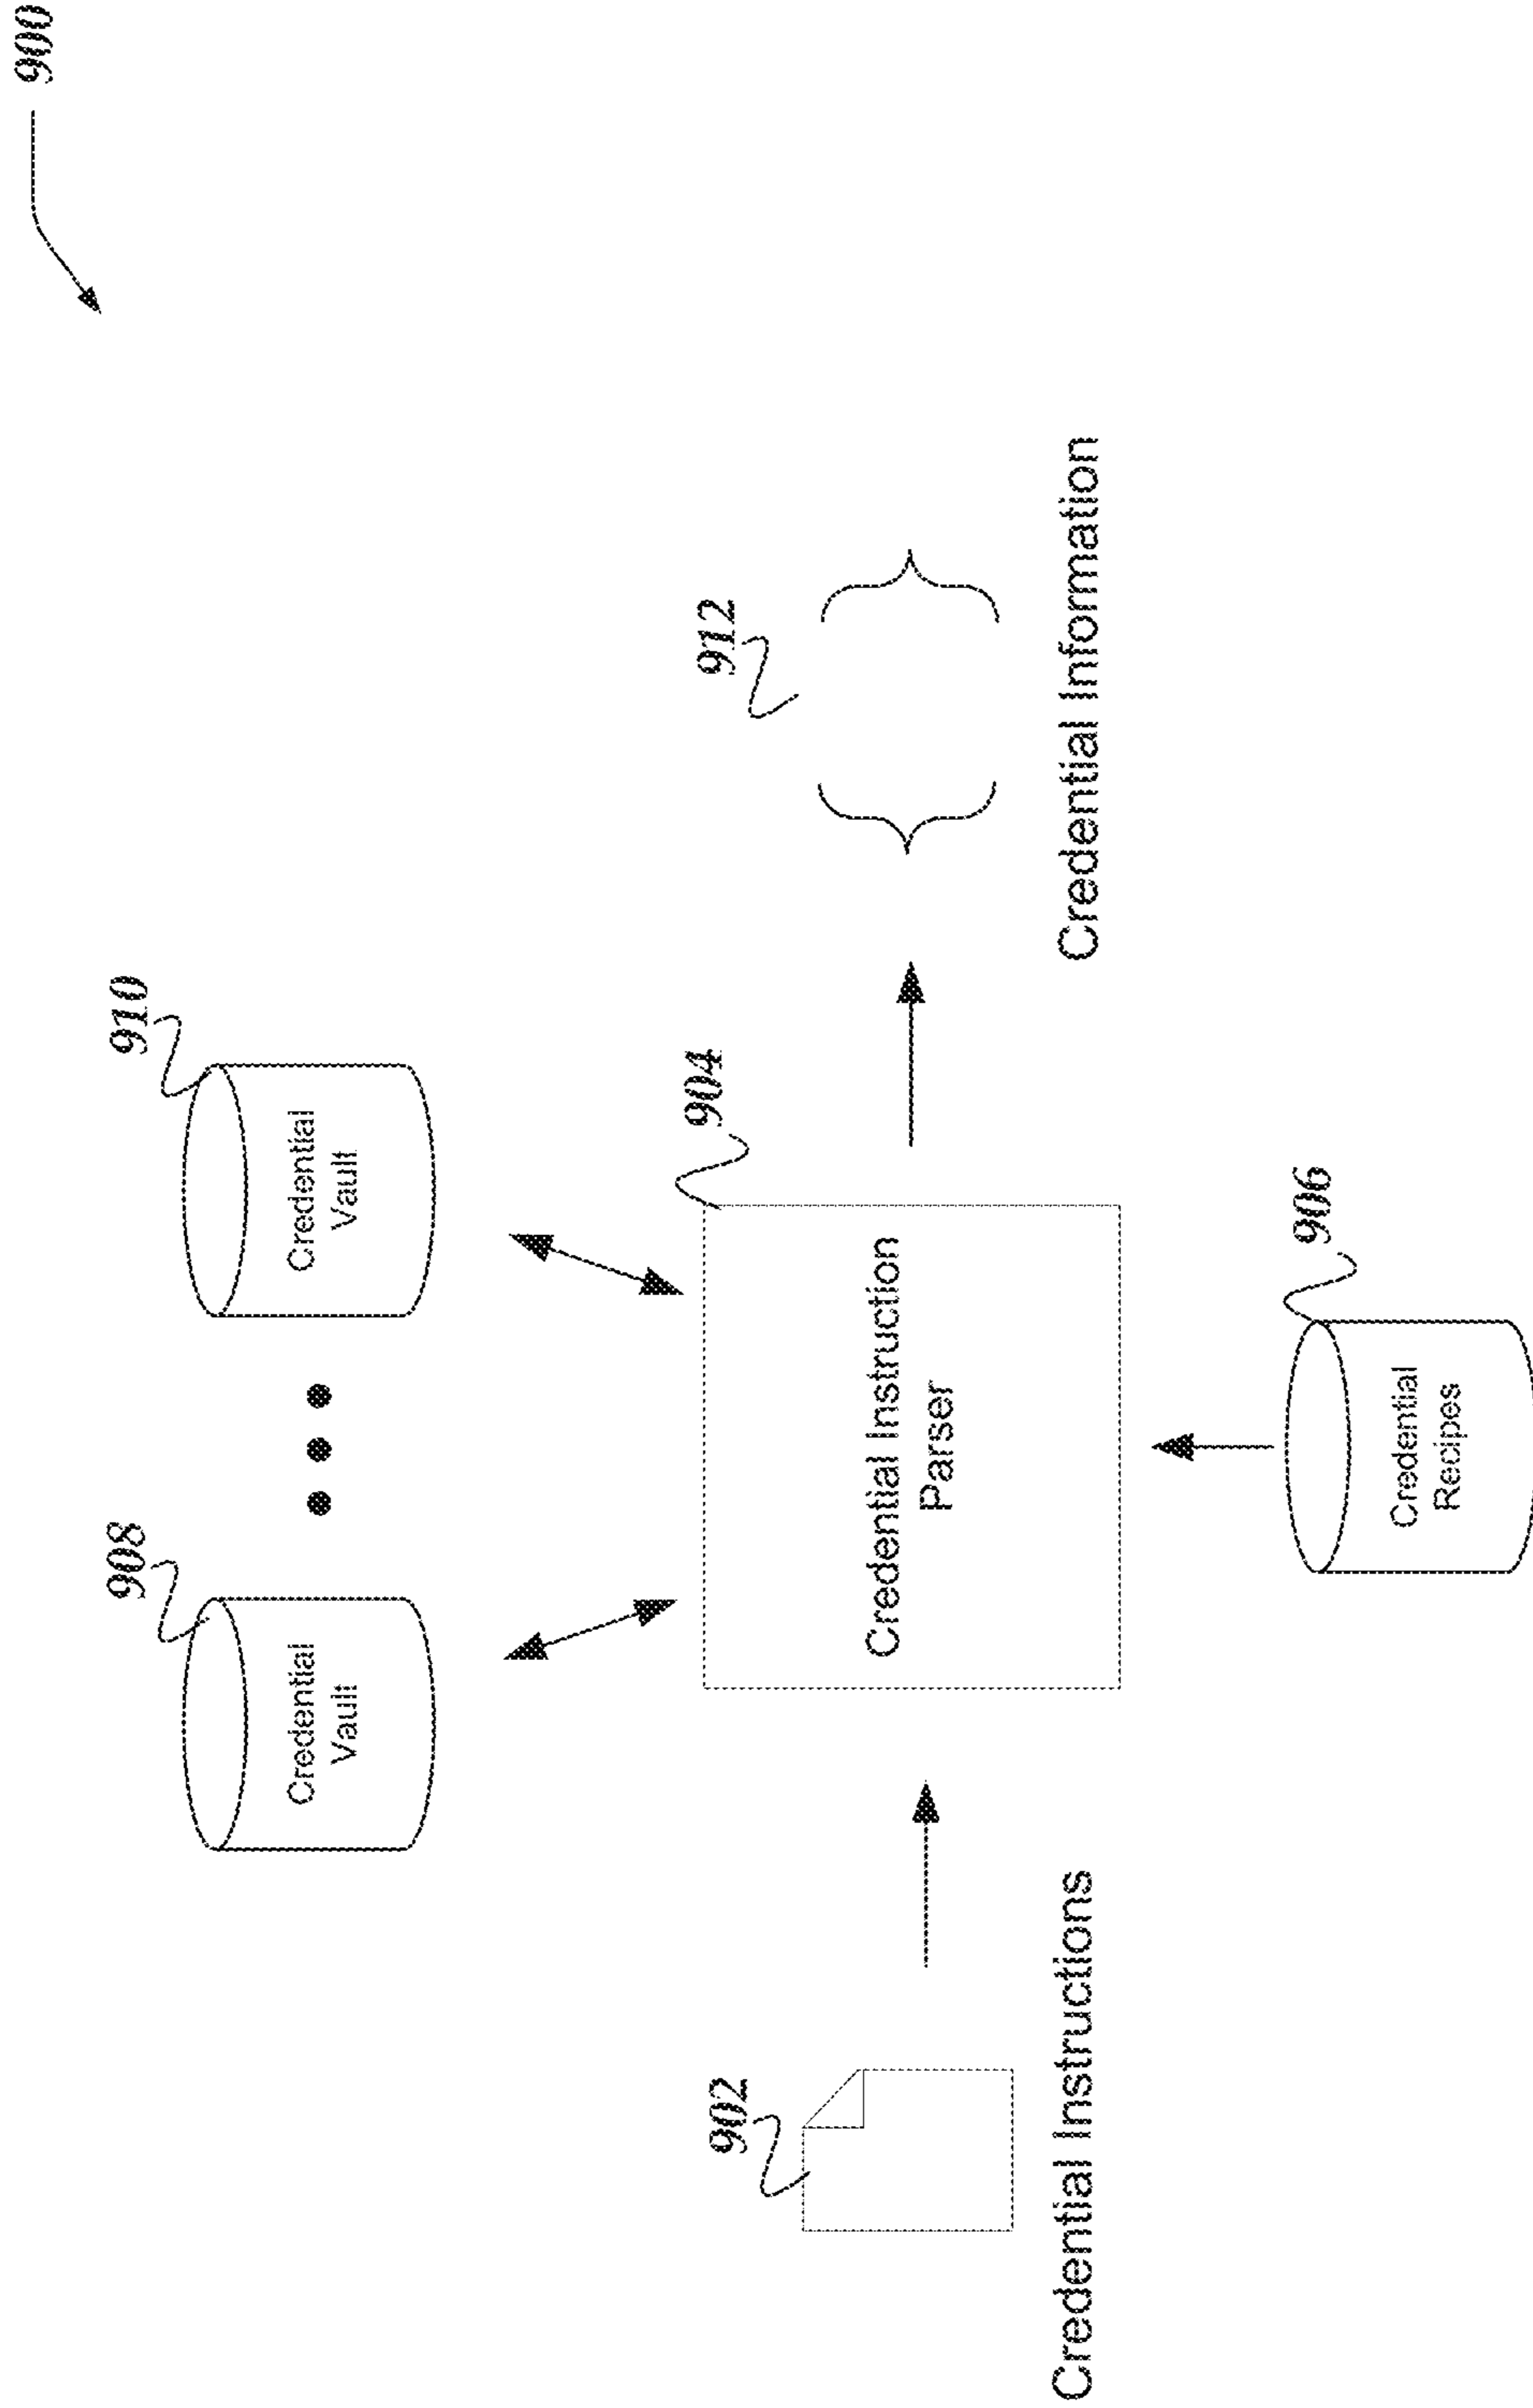 900
908
910
Credential
Vault
Credential
Vault
902
904
912
Credential Instruction
Parser
Credential Instructions
Credential Information
906
Credential
Recipes